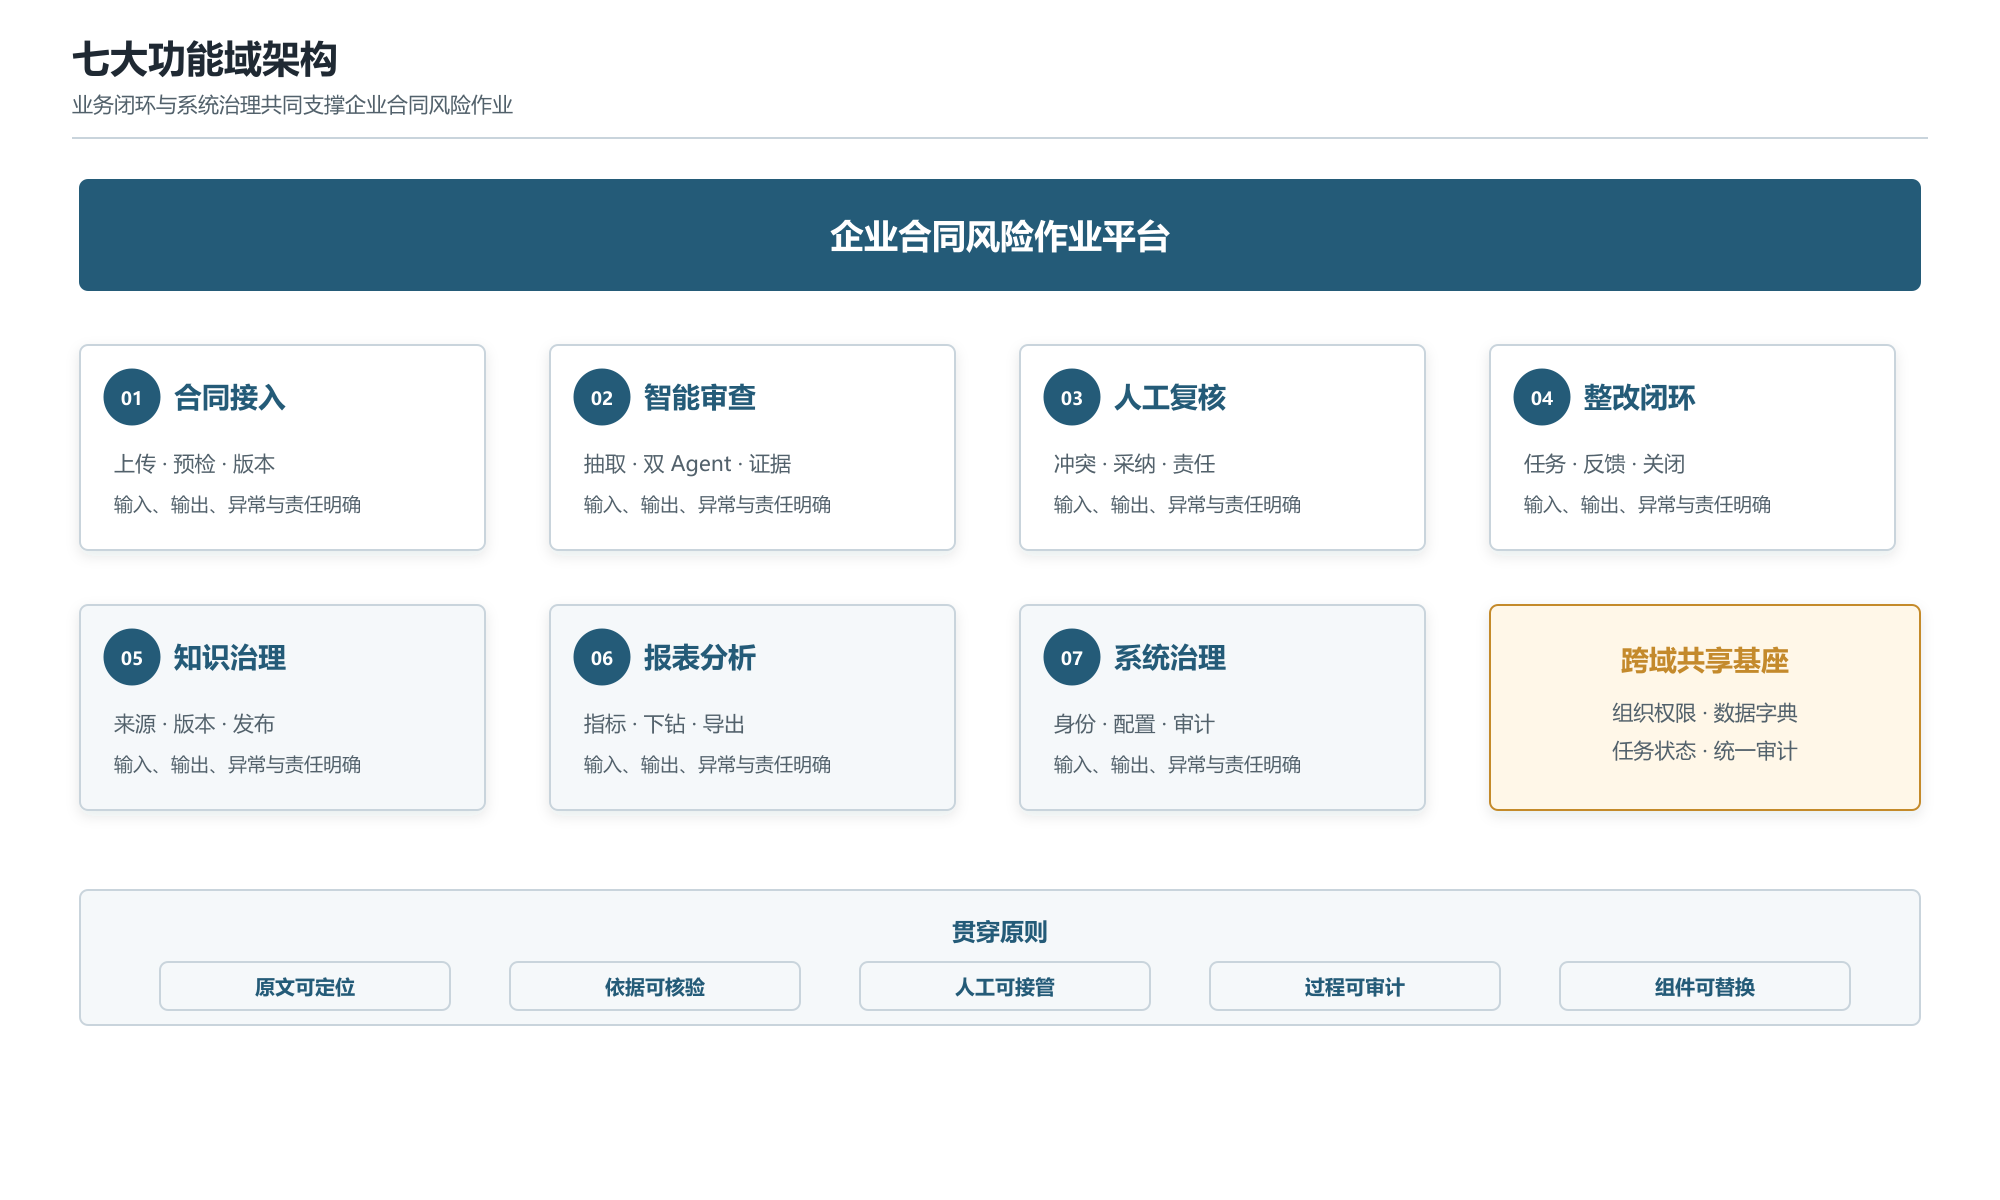 七大功能域架构
业务闭环与系统治理共同支撑企业合同风险作业
企业合同风险作业平台
01 合同接入
上传 · 预检 · 版本
输入、输出、异常与责任明确
02 智能审查
抽取 · 双 Agent · 证据
输入、输出、异常与责任明确
03 人工复核
冲突 · 采纳 · 责任
输入、输出、异常与责任明确
04 整改闭环
任务 · 反馈 · 关闭
输入、输出、异常与责任明确
05 知识治理
来源 · 版本 · 发布
输入、输出、异常与责任明确
06 报表分析
指标 · 下钻 · 导出
输入、输出、异常与责任明确
07 系统治理
身份 · 配置 · 审计
输入、输出、异常与责任明确
跨域共享基座
组织权限 · 数据字典
任务状态 · 统一审计
贯穿原则
原文可定位
依据可核验
人工可接管
过程可审计
组件可替换